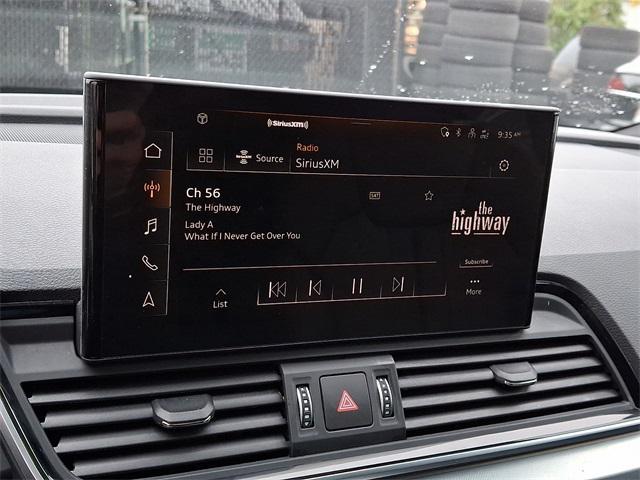 ((SiriusXM))
9:35 AM
Radio
SiriusXM
Source
SiriusXM
Ch 56
SAT
The Highway
Lady A
What If I Never Get Over You
the
highway
Subscribe
List
More